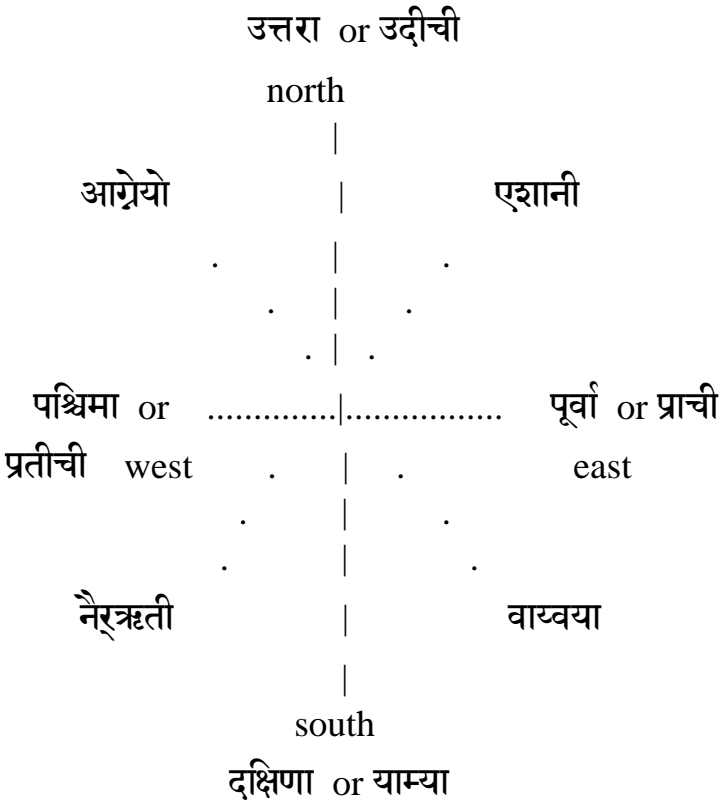 उत्तरा or उदीची
north
|
आग्नेयो | एशानी
. | .
. | .
. | .
पश्चिमा or ..............|................. पूर्वा or प्राची
प्रतीची west . | . east
. | .
. | .
नैर्ऋती | वाय्वया
|
south
दक्षिणा or याम्या